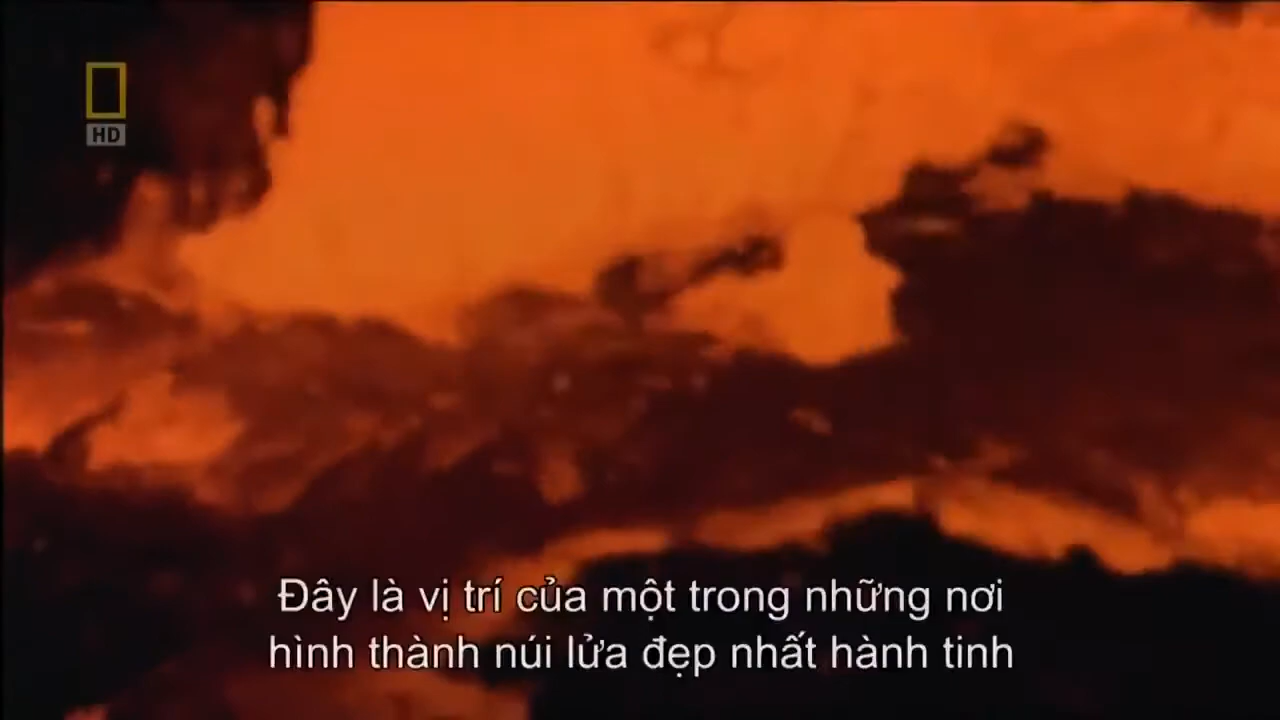 HD
Đây là vị trí của một trong những nơi
hình thành núi lửa đẹp nhất hành tinh